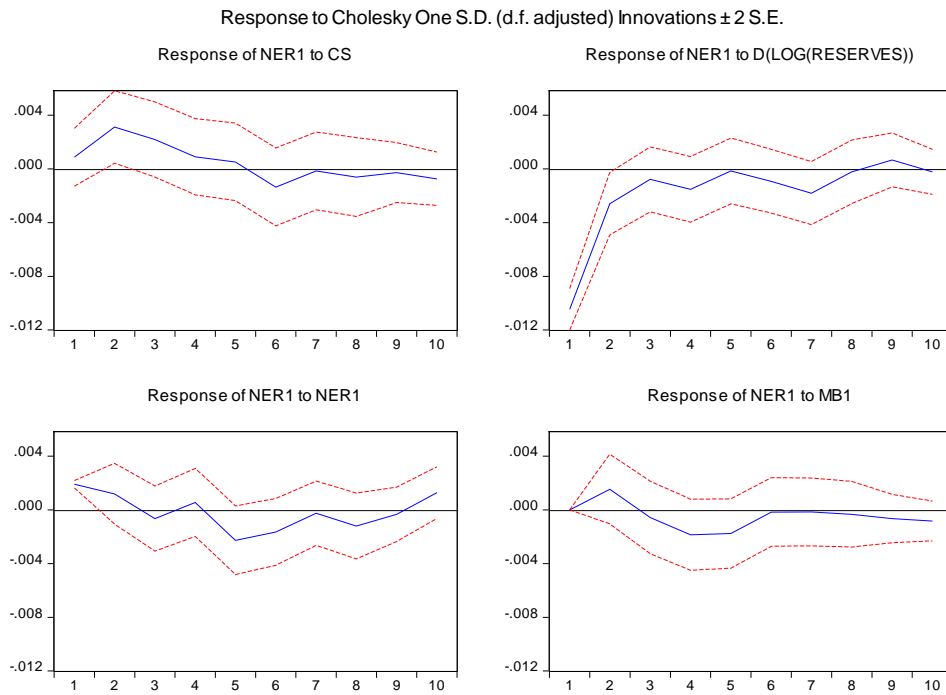 Response to Cholesky One S.D. (d.f. adjusted) Innovations ± 2 S.E.
Response of NER1 to CS
.004
.000
-.004
-.008
-.012
1 2 3 4 5 6 7 8 9 10
Response of NER1 to D(LOG(RESERVES))
.004
.000
-.004
-.008
-.012
1 2 3 4 5 6 7 8 9 10
Response of NER1 to NER1
.004
.000
-.004
-.008
-.012
1 2 3 4 5 6 7 8 9 10
Response of NER1 to MB1
.004
.000
-.004
-.008
-.012
1 2 3 4 5 6 7 8 9 10